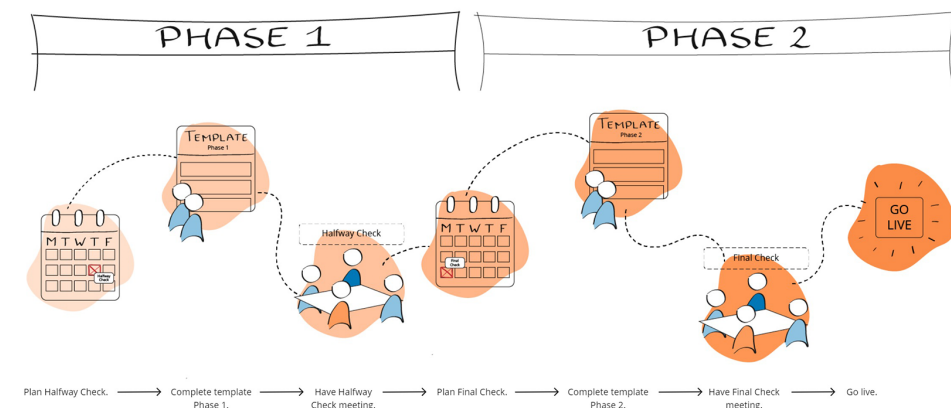 PHASE 1
PHASE 2
TEMPLATE
Phase 1
TEMPLATE
Phase 2
M T W T F
Halfway
Check
Halfway Check
M T W T F
Final
Check
Final Check
GO
LIVE
Plan Halfway Check.
Complete template
Phase 1.
Have Halfway
Check meeting.
Plan Final Check.
Complete template
Phase 2.
Have Final Check
meeting.
Go live.